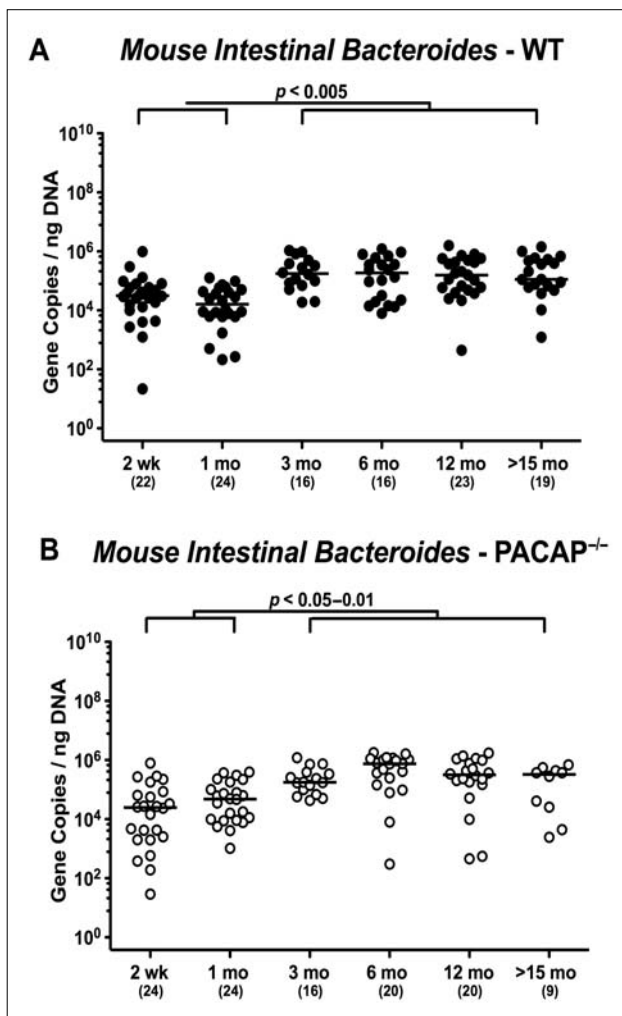 A Mouse Intestinal Bacteroides - WT
p < 0.005
10¹⁰
10⁸
10⁶
10⁴
10²
10⁰
Gene Copies / ng DNA
2 wk 1 mo 3 mo 6 mo 12 mo >15 mo
(22) (24) (16) (16) (23) (19)
B Mouse Intestinal Bacteroides - PACAP⁻/⁻
p < 0.05–0.01
10¹⁰
10⁸
10⁶
10⁴
10²
10⁰
Gene Copies / ng DNA
2 wk 1 mo 3 mo 6 mo 12 mo >15 mo
(24) (24) (16) (20) (20) (9)